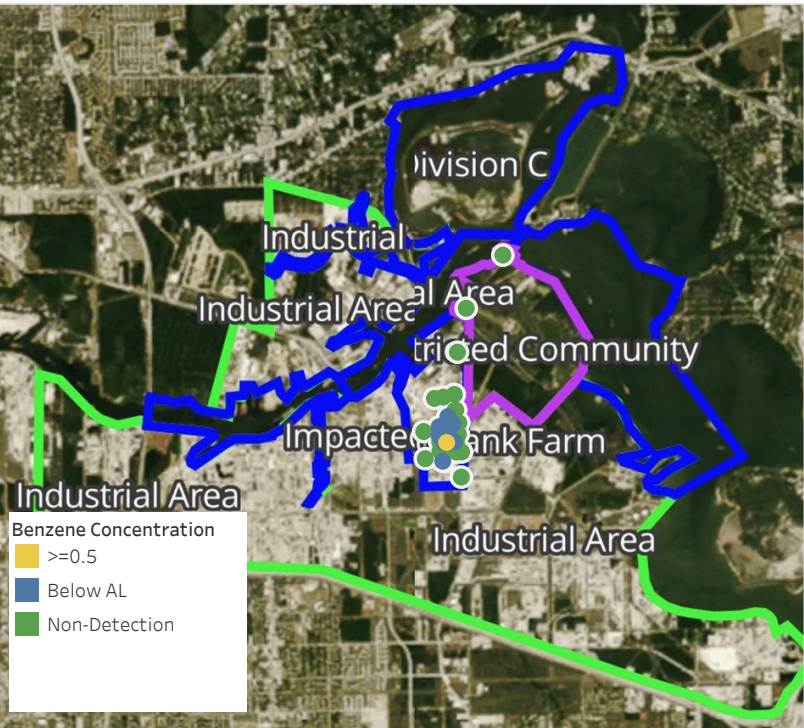 Division C
Industrial
Industrial Area
al Area
tricted Community
Impacted
ank Farm
Industrial Area
Industrial Area
Benzene Concentration
>=0.5
Below AL
Non-Detection